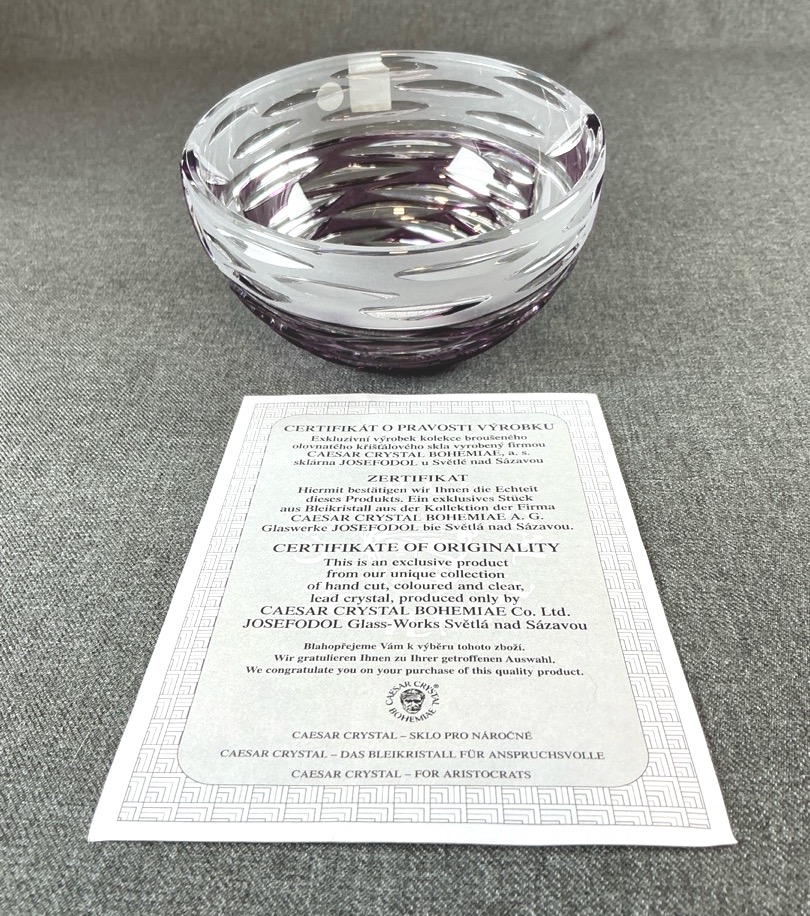 CERTIFIKÁT O PRAVOSTI VÝROBKU
Exkluzivní výrobek kolekce broušeného
olovnatého křišťálového skla vyrobený firmou
CAESAR CRYSTAL BOHEMIAE, a. s.
sklárna JOSEFODOL u Světlé nad Sázavou
ZERTIFIKAT
Hiermit bestätigen wir Ihnen die Echteit
dieses Produkts. Ein exklusives Stück
aus Bleikristall aus der Kollektion der Firma
CAESAR CRYSTAL BOHEMIAE A. G.
Glaswerke JOSEFODOL bie Světlá nad Sázavou.
CERTIFIKATE OF ORIGINALITY
This is an exclusive product
from our unique collection
of hand cut, coloured and clear,
lead crystal, produced only by
CAESAR CRYSTAL BOHEMIAE Co. Ltd.
JOSEFODOL Glass-Works Světlá nad Sázavou
Blahopřejeme Vám k výběru tohoto zboží.
Wir gratulieren Ihnen zu Ihrer getroffenen Auswahl.
We congratulate you on your purchase of this quality product.
CAESAR CRYSTAL®
BOHEMIAE
CAESAR CRYSTAL – SKLO PRO NÁROČNÉ
CAESAR CRYSTAL – DAS BLEIKRISTALL FÜR ANSPRUCHSVOLLE
CAESAR CRYSTAL – FOR ARISTOCRATS